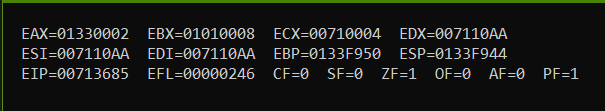 EAX=01330002 EBX=01010008 ECX=00710004 EDX=007110AA
ESI=007110AA EDI=007110AA EBP=0133F950 ESP=0133F944
EIP=00713685 EFL=00000246 CF=0 SF=0 ZF=1 OF=0 AF=0 PF=1